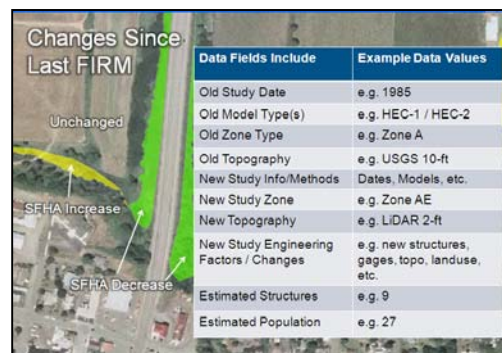 Changes Since
Last FIRM
Unchanged
SFHA Increase
SFHA Decrease
Data Fields Include Example Data Values
Old Study Date e.g. 1985
Old Model Type(s) e.g. HEC-1 / HEC-2
Old Zone Type e.g. Zone A
Old Topography e.g. USGS 10-ft
New Study Info/Methods Dates, Models, etc.
New Study Zone e.g. Zone AE
New Topography e.g. LiDAR 2-ft
New Study Engineering e.g. new structures,
Factors / Changes gages, topo, landuse,
etc.
Estimated Structures e.g. 9
Estimated Population e.g. 27